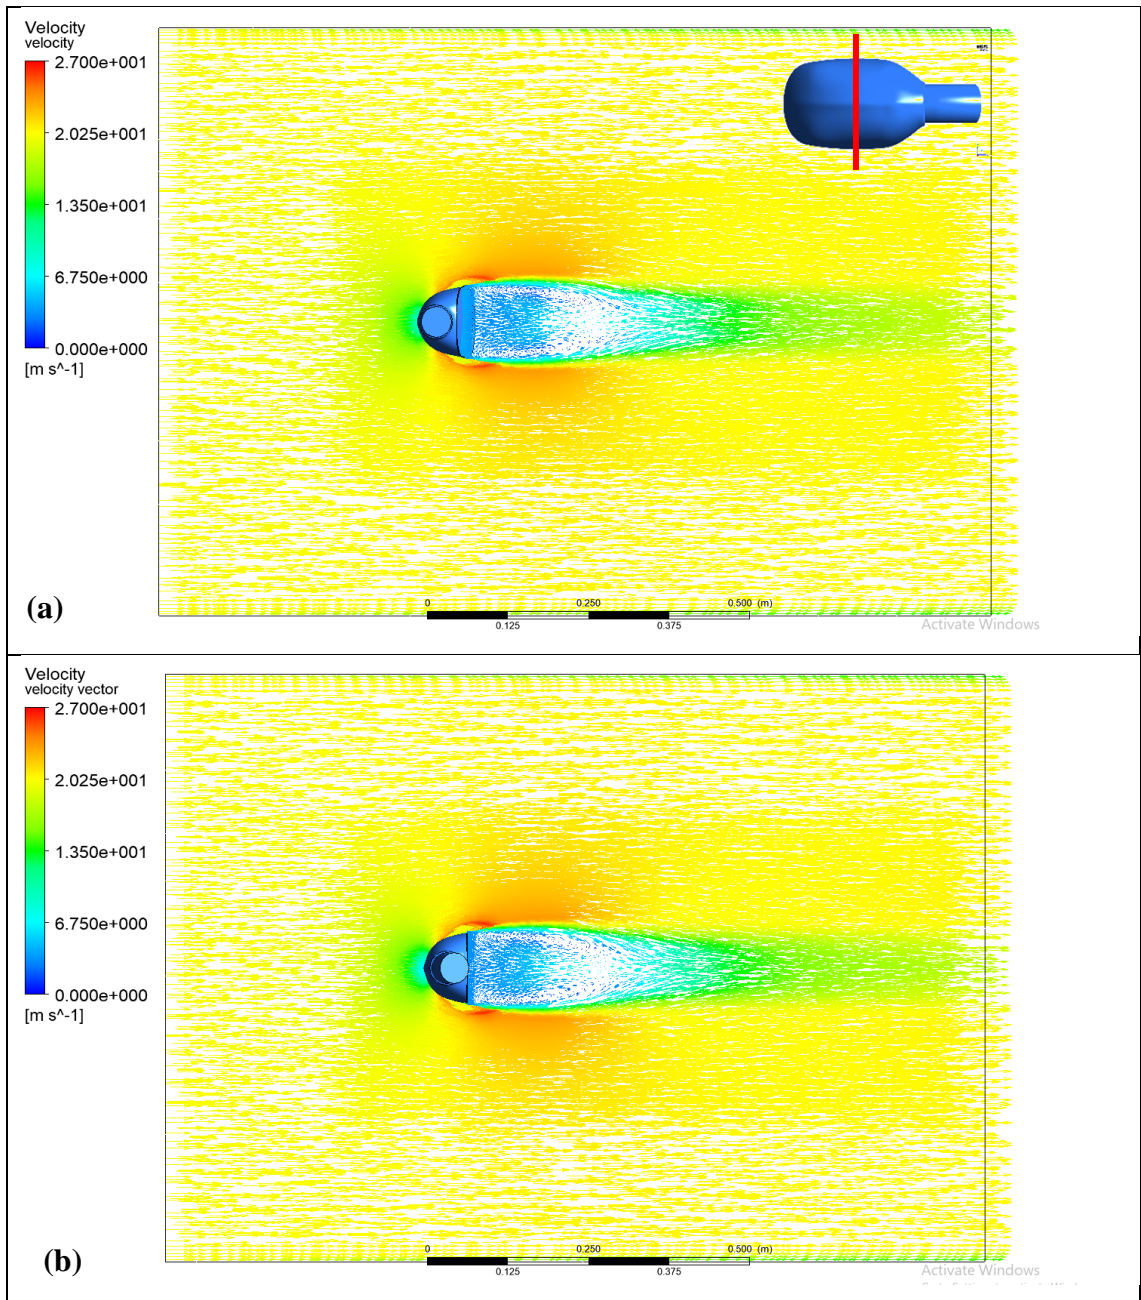 Velocity
velocity
2.700e+001
2.025e+001
1.350e+001
6.750e+000
0.000e+000
[m s^-1]
0 0.250 0.500 (m)
0.125 0.375
(a)
Activate Windows
Velocity
velocity vector
2.700e+001
2.025e+001
1.350e+001
6.750e+000
0.000e+000
[m s^-1]
0 0.250 0.500 (m)
0.125 0.375
(b)
Activate Windows